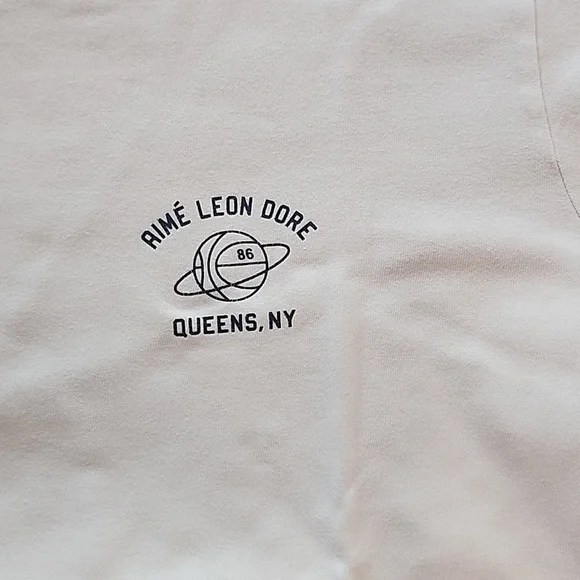 AIMÉ LEON DORE
86
QUEENS, NY